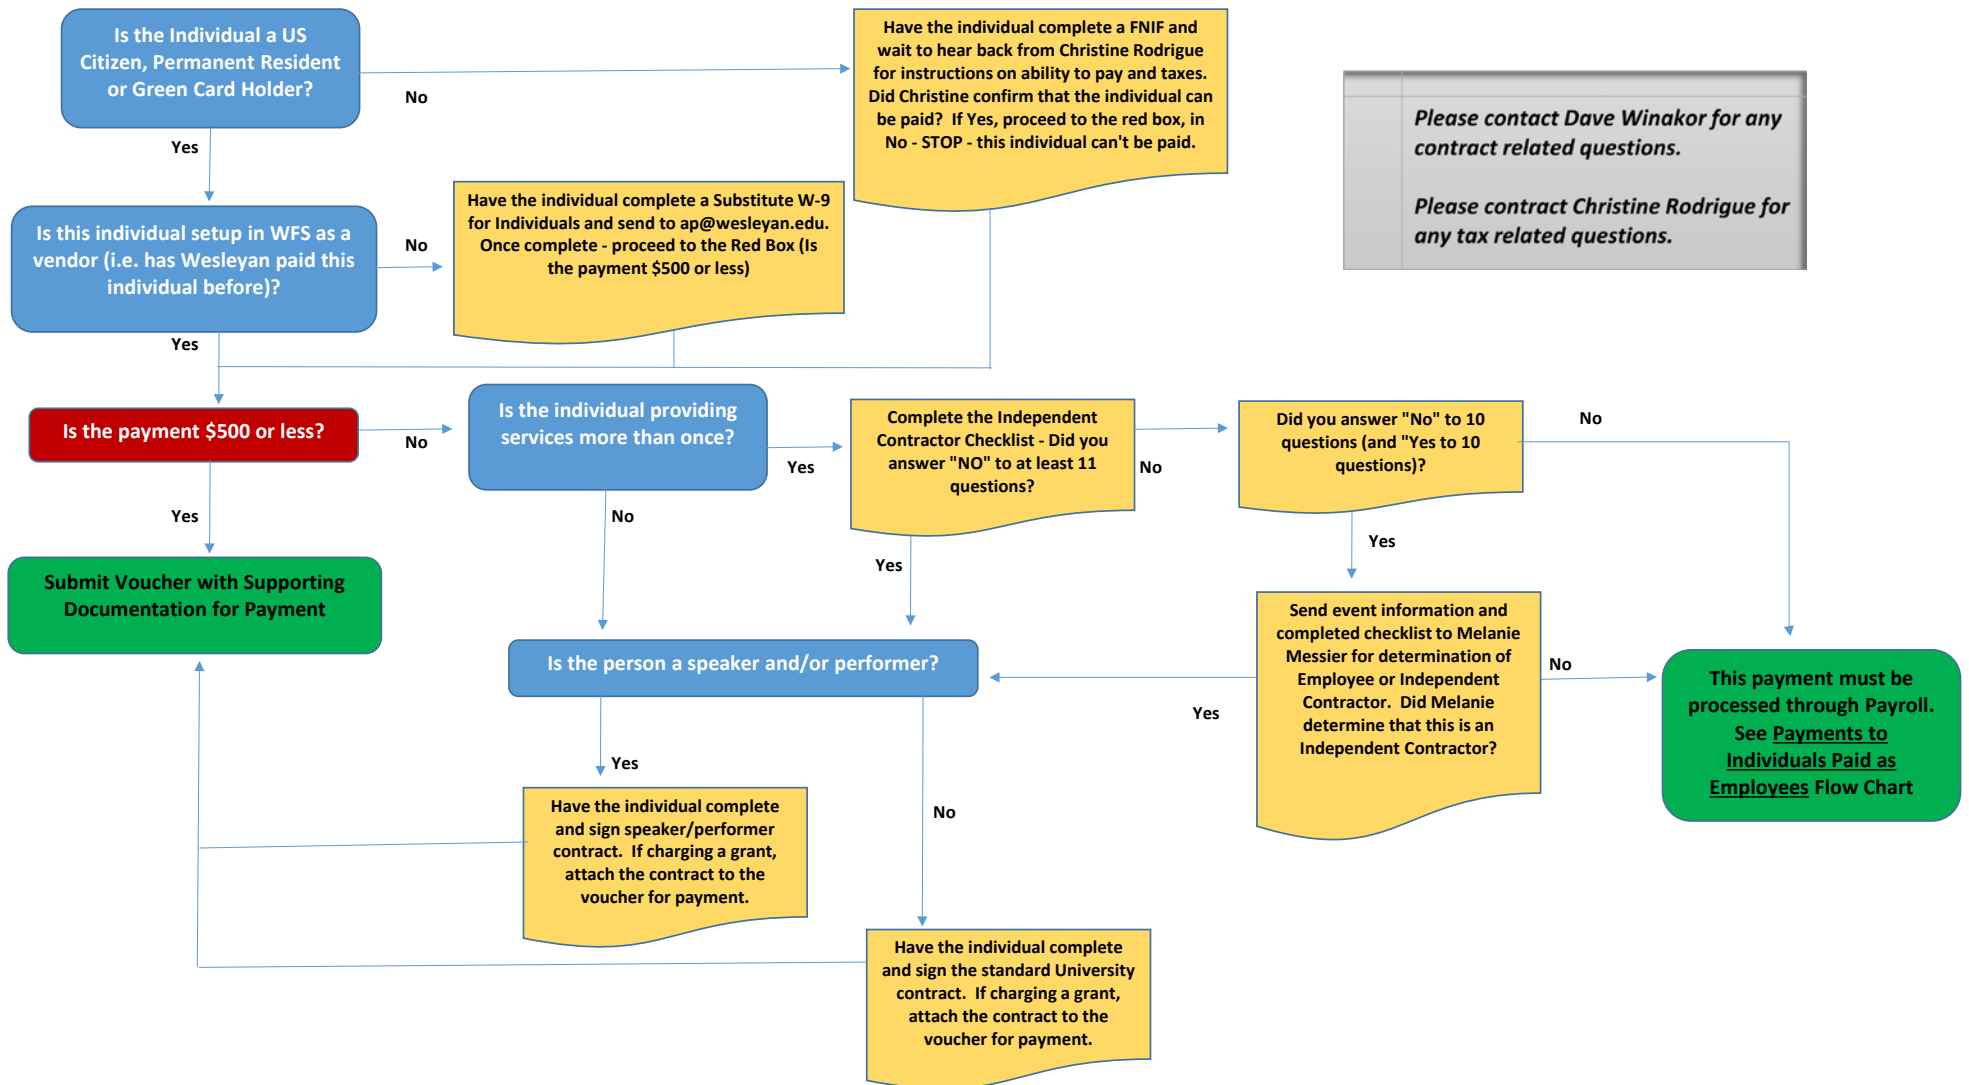 Is the Individual a US
Citizen, Permanent Resident
or Green Card Holder?
No
Yes
Have the individual complete a FNIF and
wait to hear back from Christine Rodrigue
for instructions on ability to pay and taxes.
Did Christine confirm that the individual can
be paid?  If Yes, proceed to the red box, in
No - STOP - this individual can't be paid.
Please contact Dave Winakor for any
contract related questions.
Please contract Christine Rodrigue for
any tax related questions.
Is this individual setup in WFS as a
vendor (i.e. has Wesleyan paid this
individual before)?
No
Yes
Have the individual complete a Substitute W-9
for Individuals and send to ap@wesleyan.edu.
Once complete - proceed to the Red Box (Is
the payment $500 or less)
Is the payment $500 or less?
No
Yes
Is the individual providing
services more than once?
Yes
No
Complete the Independent
Contractor Checklist - Did you
answer "NO" to at least 11
questions?
No
Yes
Did you answer "No" to 10
questions (and "Yes to 10
questions)?
No
Yes
Submit Voucher with Supporting
Documentation for Payment
Is the person a speaker and/or performer?
Yes
No
Send event information and
completed checklist to Melanie
Messier for determination of
Employee or Independent
Contractor.  Did Melanie
determine that this is an
Independent Contractor?
Yes
No
This payment must be
processed through Payroll.
See Payments to
Individuals Paid as
Employees Flow Chart
Have the individual complete
and sign speaker/performer
contract.  If charging a grant,
attach the contract to the
voucher for payment.
Have the individual complete
and sign the standard University
contract.  If charging a grant,
attach the contract to the
voucher for payment.